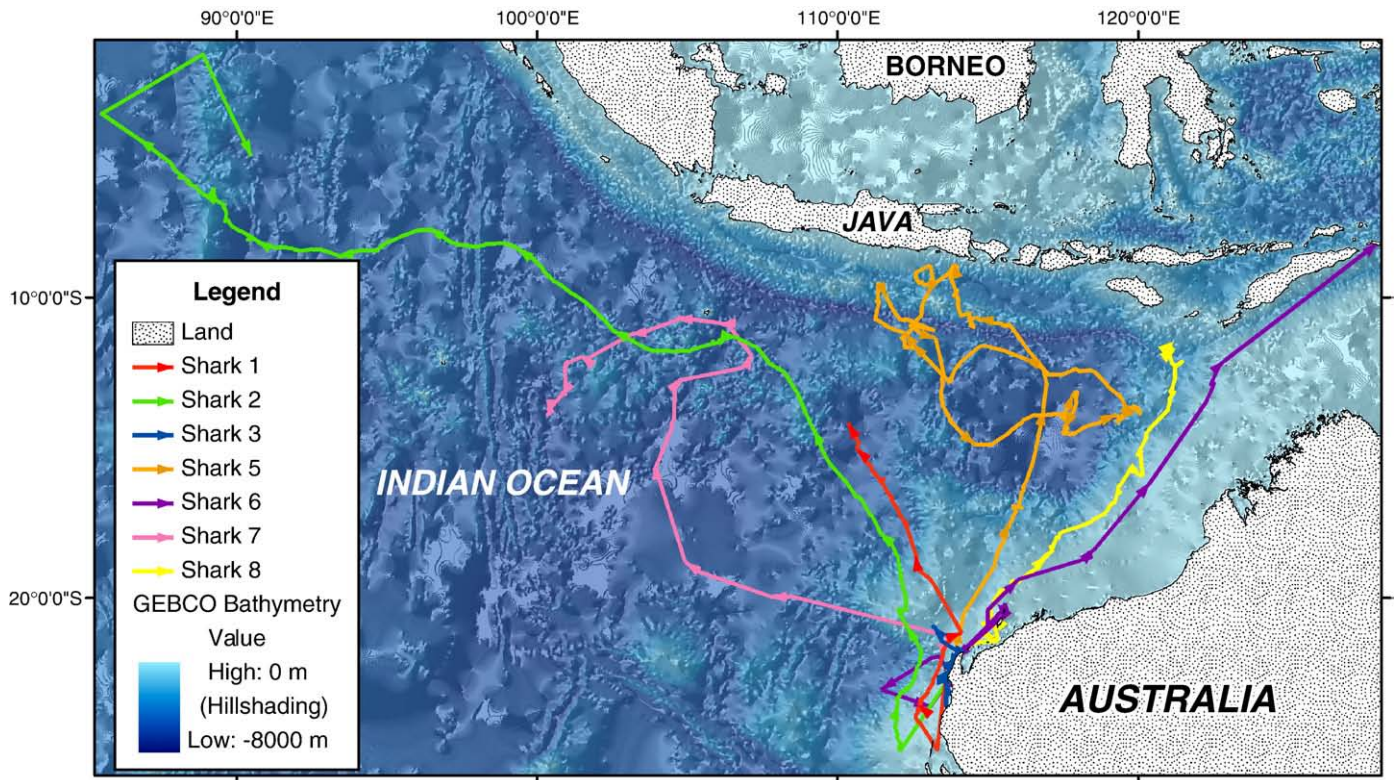 90°0'0"E
100°0'0"E
110°0'0"E
120°0'0"E
BORNEO
JAVA
10°0'0"S
20°0'0"S
INDIAN OCEAN
AUSTRALIA
Legend
Land
Shark 1
Shark 2
Shark 3
Shark 5
Shark 6
Shark 7
Shark 8
GEBCO Bathymetry
Value
High: 0 m
(Hillshading)
Low: -8000 m